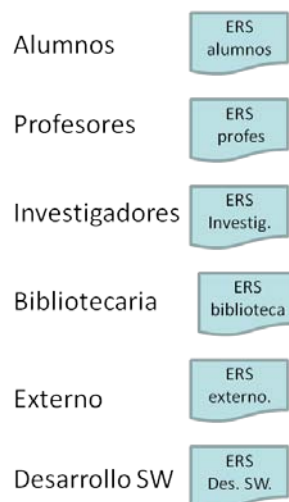 Alumnos
ERS
alumnos
Profesores
ERS
profes
Investigadores
ERS
Investig.
Bibliotecaria
ERS
biblioteca
Externo
ERS
externo.
Desarrollo SW
ERS
Des. SW.